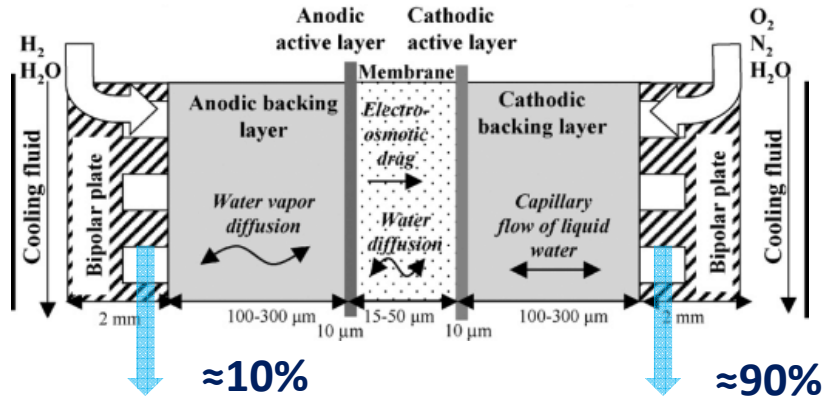 Anodic
active layer
Cathodic
active layer
H2
H2O
O2
N2
H2O
Membrane
Anodic backing
layer
Electro-
osmotic
drag
Cathodic
backing layer
Cooling fluid
Bipolar plate
Water vapor
diffusion
Water
diffusion
Capillary
flow of liquid
water
Bipolar plate
Cooling fluid
2 mm
100-300 µm
10 µm
15-50 µm
10 µm
100-300 µm
2 mm
≈10%
≈90%